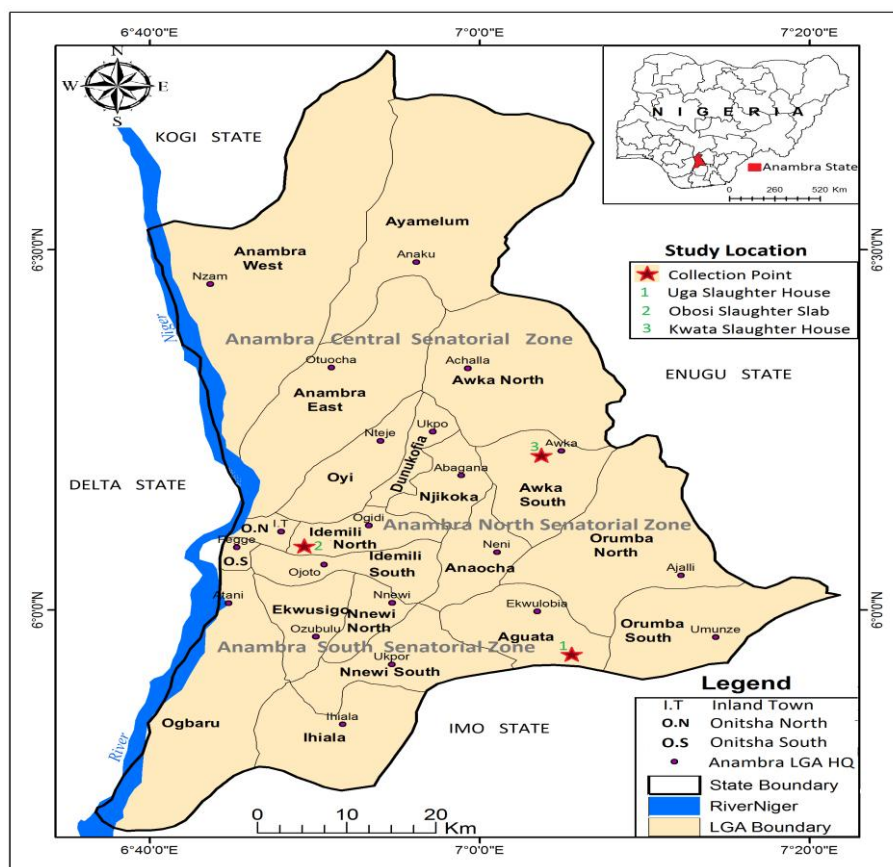 6°40'0"E
7°0'0"E
7°20'0"E
N
W
E
S
KOGI STATE
NIGERIA
Anambra State
0 260 520 Km
6°30'0"N
6°30'0"N
Ayamelum
Anaku
Anambra
West
Nzam
Study Location
Collection Point
1 Uga Slaughter House
2 Obosi Slaughter Slab
3 Kwata Slaughter House
Niger
Anambra Central Senatorial Zone
Otuocha
Achalla
Awka North
Anambra
East
ENUGU STATE
Nteje
Ukpo
Dunukofia
3
Awka
Oyi
Abagana
Njikoka
Awka
South
DELTA STATE
O.N
I.T
Ogidi
Idemili
North
Anambra North Senatorial Zone
Fegge
2
O.S
Neni
Orumba
North
Idemili
South
Anaocha
Ojoto
Ajalli
6°0'0"N
6°0'0"N
Atani
Nnewi
Ekwulobia
Ekwusigo
Nnewi
North
Ozubulu
Aguata
Orumba
South
Umunze
Anambra South Senatorial Zone
1
Ukpor
Nnewi South
Ogbaru
Ihiala
Ihiala
IMO STATE
River
Legend
I.T Inland Town
O.N Onitsha North
O.S Onitsha South
Anambra LGA HQ
State Boundary
RiverNiger
LGA Boundary
0 5 10 20
Km
6°40'0"E
7°0'0"E
7°20'0"E